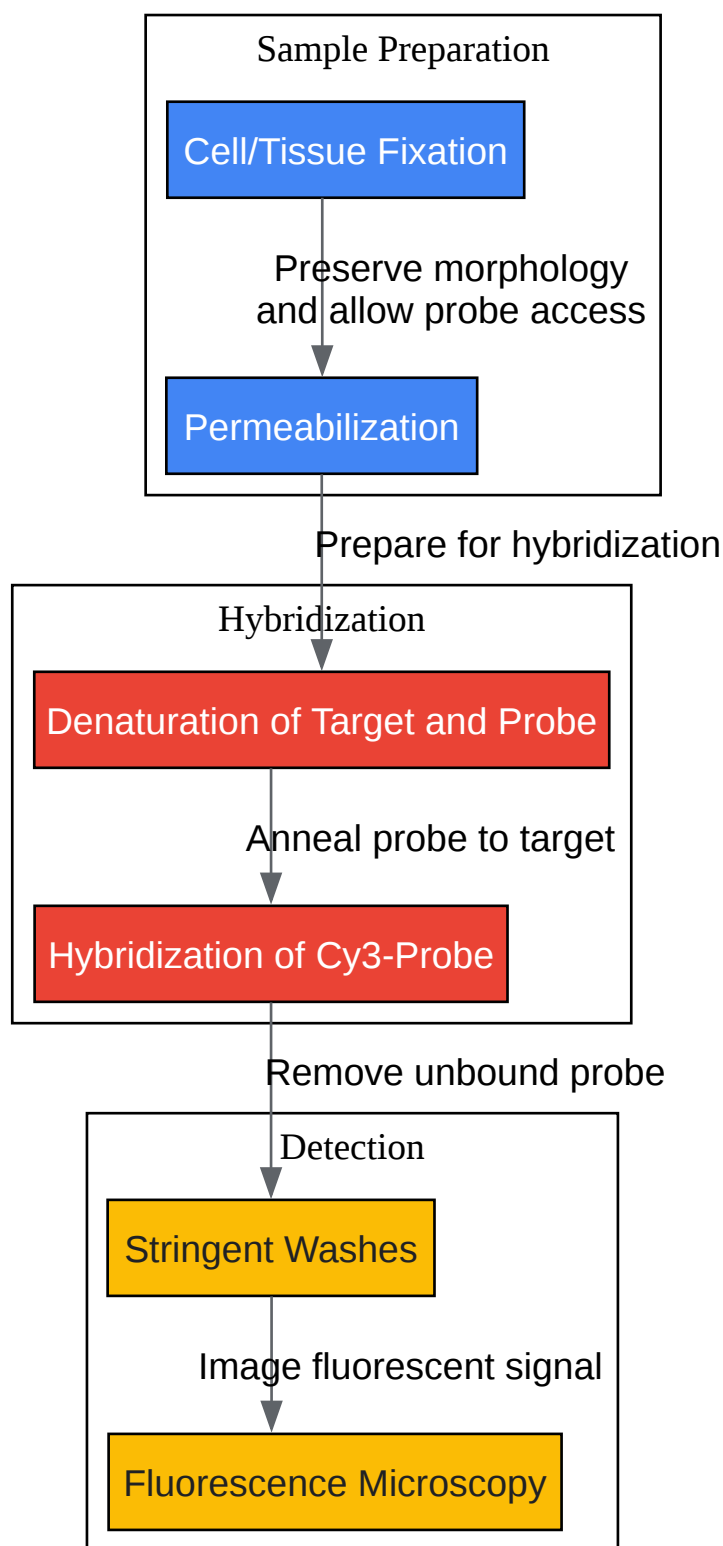 Sample Preparation
Cell/Tissue Fixation
Preserve morphology
and allow probe access
Permeabilization
Prepare for hybridization
Hybridization
Denaturation of Target and Probe
Anneal probe to target
Hybridization of Cy3-Probe
Remove unbound probe
Detection
Stringent Washes
Image fluorescent signal
Fluorescence Microscopy